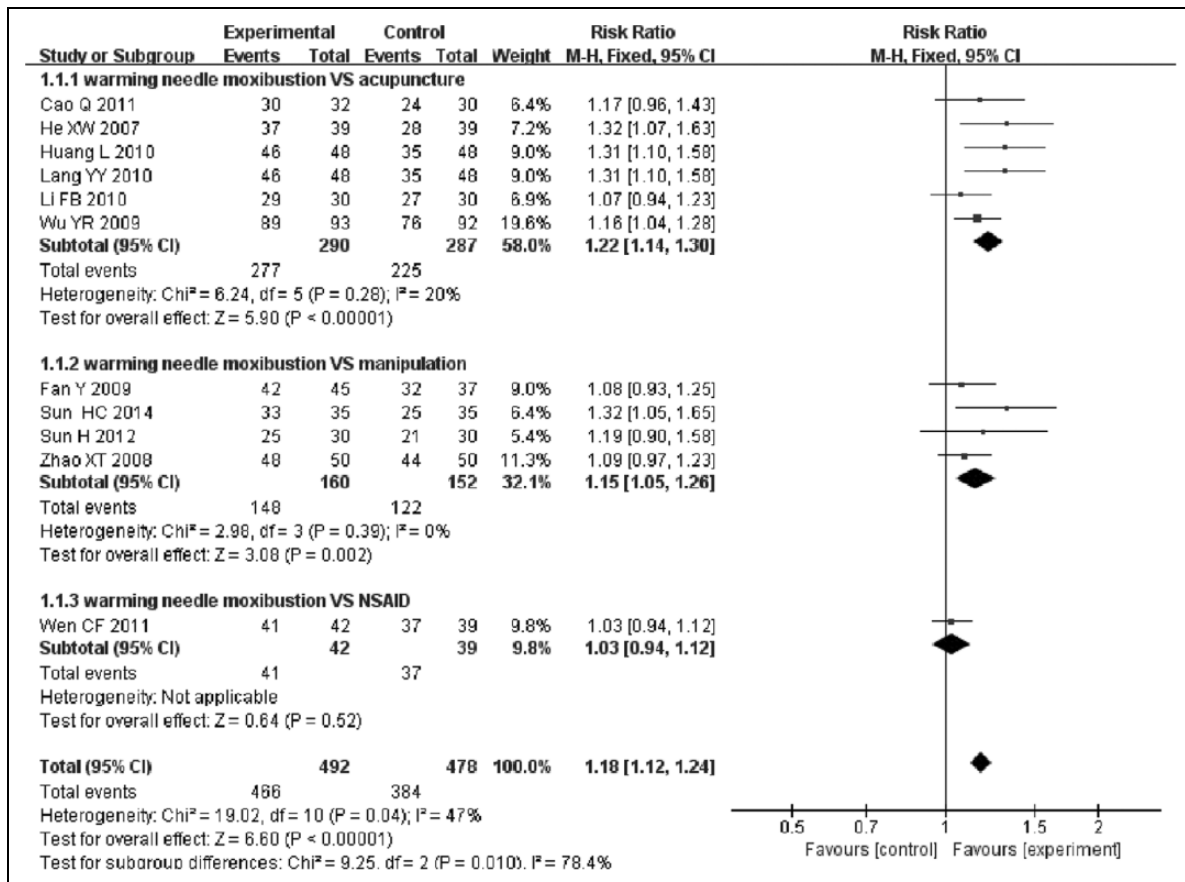 Experimental Control Risk Ratio Risk Ratio
Study or Subgroup Events Total Events Total Weight M-H, Fixed, 95% CI M-H, Fixed, 95% CI
1.1.1 warming needle moxibustion VS acupuncture
Cao Q 2011 30 32 24 30 6.4% 1.17 [0.96, 1.43]
He XW 2007 37 39 28 39 7.2% 1.32 [1.07, 1.63]
Huang L 2010 46 48 35 48 9.0% 1.31 [1.10, 1.58]
Lang YY 2010 46 48 35 48 9.0% 1.31 [1.10, 1.58]
Li FB 2010 29 30 27 30 6.9% 1.07 [0.94, 1.23]
Wu YR 2009 89 93 76 92 19.6% 1.16 [1.04, 1.28]
Subtotal (95% CI) 290 287 58.0% 1.22 [1.14, 1.30]
Total events 277 225
Heterogeneity: Chi² = 6.24, df = 5 (P = 0.28); I² = 20%
Test for overall effect: Z = 5.90 (P < 0.00001)
1.1.2 warming needle moxibustion VS manipulation
Fan Y 2009 42 45 32 37 9.0% 1.08 [0.93, 1.25]
Sun HC 2014 33 35 25 35 6.4% 1.32 [1.05, 1.65]
Sun H 2012 25 30 21 30 5.4% 1.19 [0.90, 1.58]
Zhao XT 2008 48 50 44 50 11.3% 1.09 [0.97, 1.23]
Subtotal (95% CI) 160 152 32.1% 1.15 [1.05, 1.26]
Total events 148 122
Heterogeneity: Chi² = 2.98, df = 3 (P = 0.39); I² = 0%
Test for overall effect: Z = 3.08 (P = 0.002)
1.1.3 warming needle moxibustion VS NSAID
Wen CF 2011 41 42 37 39 9.8% 1.03 [0.94, 1.12]
Subtotal (95% CI) 42 39 9.8% 1.03 [0.94, 1.12]
Total events 41 37
Heterogeneity: Not applicable
Test for overall effect: Z = 0.64 (P = 0.52)
Total (95% CI) 492 478 100.0% 1.18 [1.12, 1.24]
Total events 466 384
Heterogeneity: Chi² = 19.02, df = 10 (P = 0.04); I² = 47%
Test for overall effect: Z = 6.60 (P < 0.00001)
Test for subgroup differences: Chi² = 9.25, df = 2 (P = 0.010), I² = 78.4%
0.5 0.7 1 1.5 2
Favours [control] Favours [experiment]